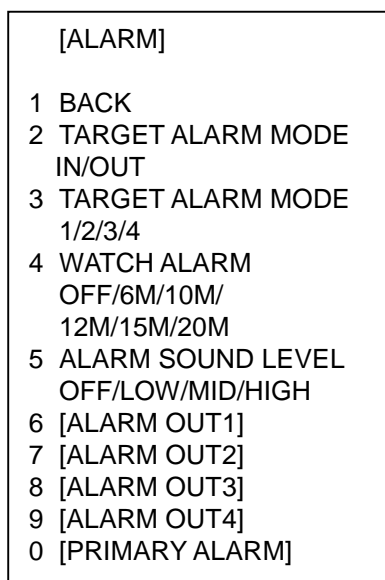 [ALARM]
1 BACK
2 TARGET ALARM MODE
IN/OUT
3 TARGET ALARM MODE
1/2/3/4
4 WATCH ALARM
OFF/6M/10M/
12M/15M/20M
5 ALARM SOUND LEVEL
OFF/LOW/MID/HIGH
6 [ALARM OUT1]
7 [ALARM OUT2]
8 [ALARM OUT3]
9 [ALARM OUT4]
0 [PRIMARY ALARM]